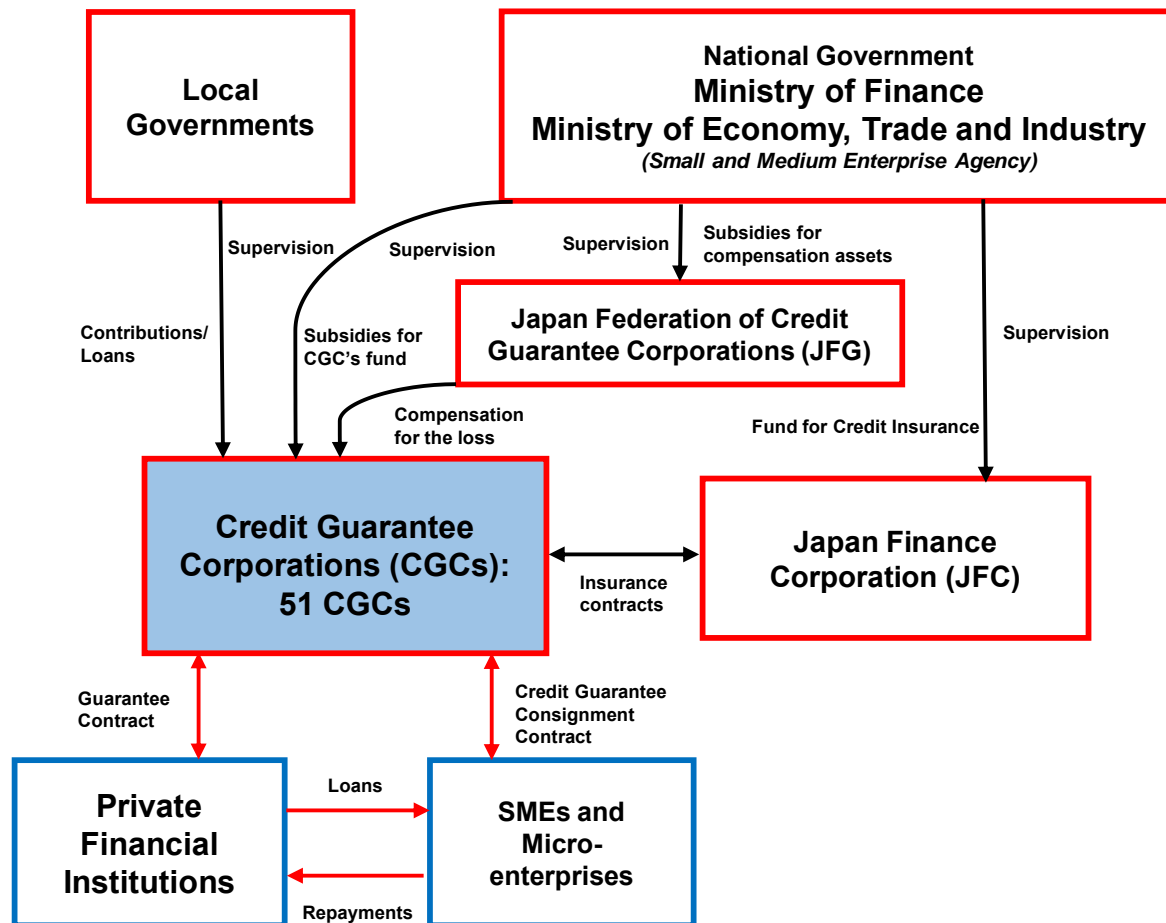 Local
Governments
National Government
Ministry of Finance
Ministry of Economy, Trade and Industry
(Small and Medium Enterprise Agency)
Supervision
Supervision
Supervision
Subsidies for
compensation assets
Contributions/
Loans
Subsidies for
CGC’s fund
Japan Federation of Credit
Guarantee Corporations (JFG)
Supervision
Compensation
for the loss
Fund for Credit Insurance
Credit Guarantee
Corporations (CGCs):
51 CGCs
Insurance
contracts
Japan Finance
Corporation (JFC)
Guarantee
Contract
Credit Guarantee
Consignment
Contract
Private
Financial
Institutions
Loans
SMEs and
Micro-
enterprises
Repayments